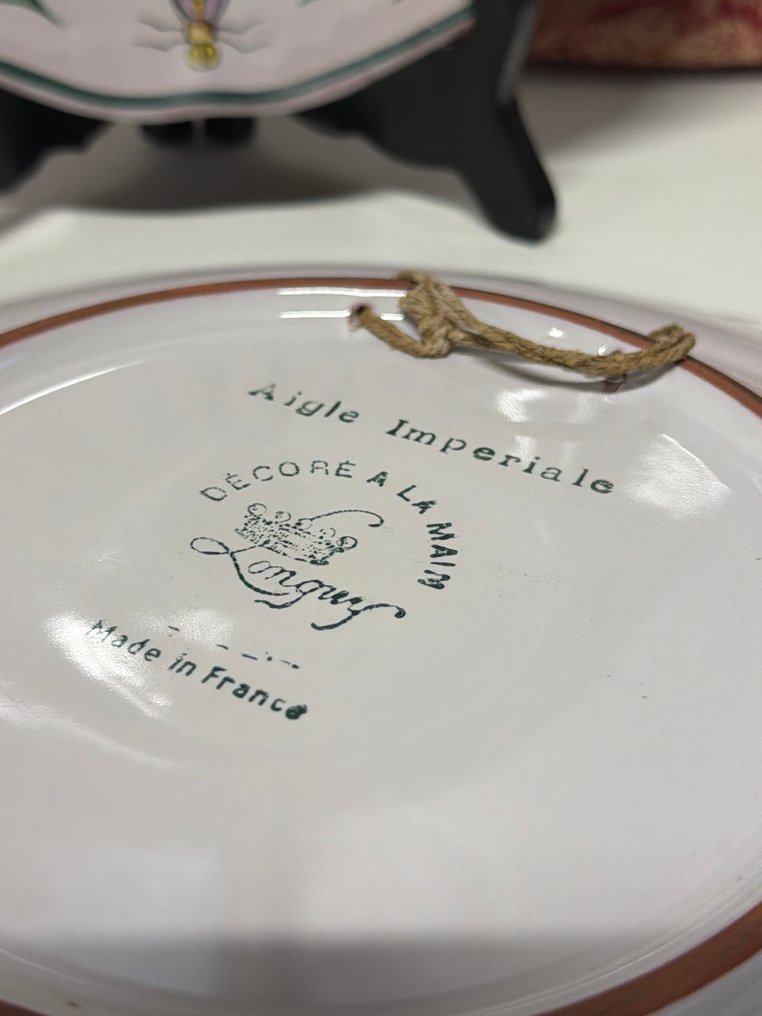 Aigle Imperiale
DÉCORÉ A LA MAIN
Longwy
Made in France